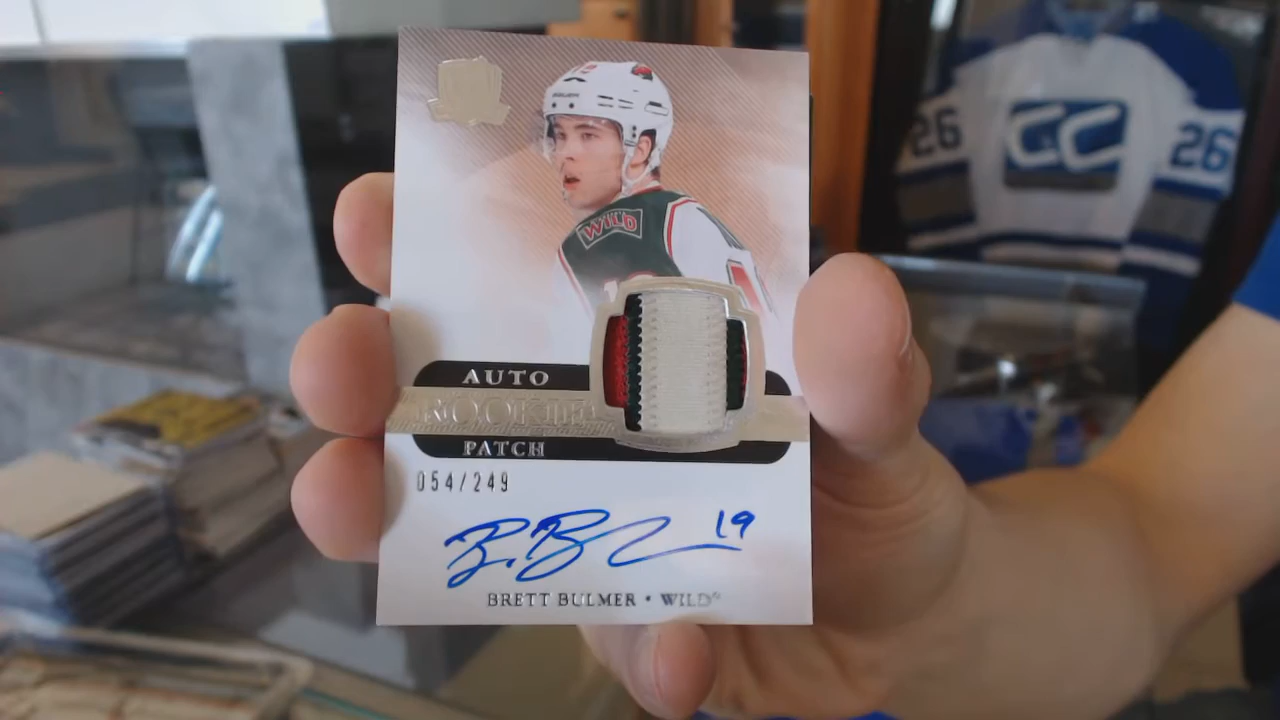 WILD
AUTO
ROOKIE
PATCH
054/249
B. B 19
BRETT BULMER • WILD
26 CC 26